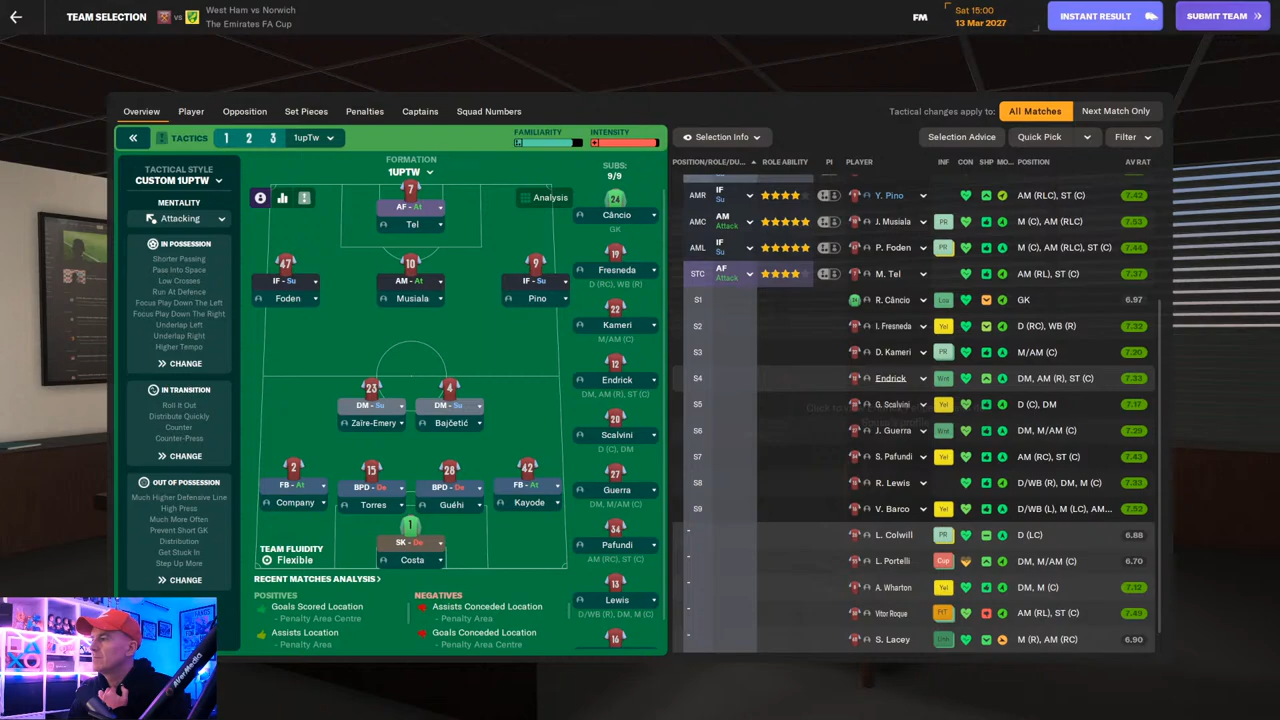 TEAM SELECTION
vs
West Ham vs Norwich
The Emirates FA Cup
FM
Sat 15:00
13 Mar 2027
INSTANT RESULT
SUBMIT TEAM
Overview
Player
Opposition
Set Pieces
Penalties
Captains
Squad Numbers
Tactical changes apply to:
All Matches
Next Match Only
TACTICS
1
2
3
1upTw
FAMILIARITY
INTENSITY
Selection Info
Selection Advice
Quick Pick
Filter
TACTICAL STYLE
CUSTOM 1UPTW
MENTALITY
Attacking
IN POSSESSION
Shorter Passing
Pass Into Space
Low Crosses
Run At Defence
Focus Play Down The Left
Focus Play Down The Right
Underlap Left
Underlap Right
Higher Tempo
> CHANGE
IN TRANSITION
Roll It Out
Distribute Quickly
Counter
Counter-Press
> CHANGE
OUT OF POSSESSION
Much Higher Defensive Line
High Press
Much More Often
Prevent Short GK
Distribution
Get Stuck In
Step Up More
> CHANGE
FORMATION
1UPTW
Analysis
7
AF - At
Tel
47
IF - Su
Foden
10
AM - At
Musiala
9
IF - Su
Pino
23
DM - Su
Zaïre-Emery
4
DM - Su
Bajčetić
2
FB - At
Company
15
BPD - De
Torres
28
BPD - De
Guéhi
42
FB - At
Kayode
1
SK - De
Costa
TEAM FLUIDITY
Flexible
RECENT MATCHES ANALYSIS >
POSITIVES
Goals Scored Location
- Penalty Area Centre
Assists Location
- Penalty Area
NEGATIVES
Assists Conceded Location
- Penalty Area
Goals Conceded Location
- Penalty Area Centre
SUBS:
9/9
24
Câncio
GK
19
Fresneda
D (RC), WB (R)
22
Kameri
M/AM (C)
12
Endrick
DM, AM (R), ST (C)
20
Scalvini
D (C), DM
27
Guerra
DM, M/AM (C)
34
Pafundi
AM (RC), ST (C)
13
Lewis
D/WB (R), DM, M (C)
16
POSITION/ROLE/DU... ROLE ABILITY PI PLAYER INF CON SHP MO... POSITION AV RAT
AMR IF Su Y. Pino AM (RLC), ST (C) 7.42
AMC AM Attack J. Musiala PR M (C), AM (RLC) 7.53
AML IF Su P. Foden PR M (C), AM (RLC), ST (C) 7.44
STC AF Attack M. Tel AM (RL), ST (C) 7.37
S1 R. Câncio Loa GK 6.97
S2 I. Fresneda Yel D (RC), WB (R) 7.32
S3 D. Kameri PR M/AM (C) 7.20
S4 Endrick Wnt DM, AM (R), ST (C) 7.33
S5 G. Scalvini Yel D (C), DM 7.17
S6 J. Guerra Wnt DM, M/AM (C) 7.29
S7 S. Pafundi Yel AM (RC), ST (C) 7.43
S8 R. Lewis D/WB (R), DM, M (C) 7.33
S9 V. Barco Yel D/WB (L), M (LC), AM... 7.52
- L. Colwill PR D (LC) 6.88
- L. Portelli Cup DM, M/AM (C) 6.70
- A. Wharton Yel DM, M (C) 7.12
- Vitor Roque AM (RL), ST (C) 7.49
- S. Lacey M (R), AM (RC) 6.90
AVerMedia